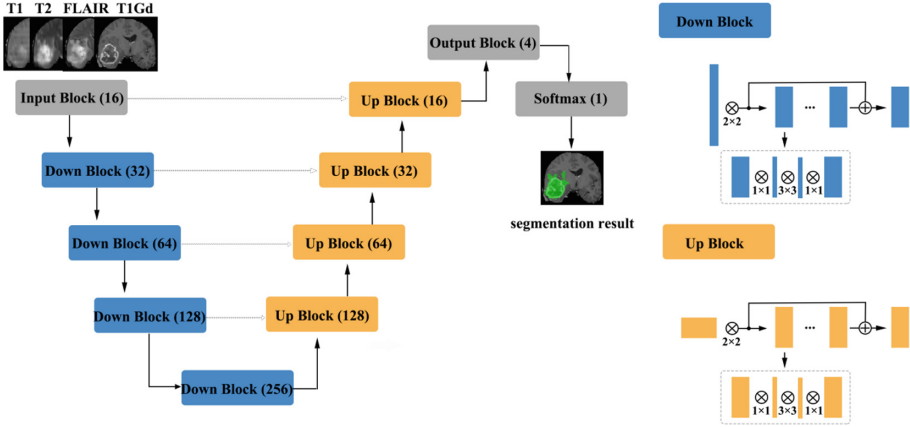 T1 T2 FLAIR T1Gd
Input Block (16)
Down Block (32)
Down Block (64)
Down Block (128)
Down Block (256)
Up Block (128)
Up Block (64)
Up Block (32)
Up Block (16)
Output Block (4)
Softmax (1)
segmentation result
Down Block
2×2
...
1×1 3×3 1×1
Up Block
2×2
...
1×1 3×3 1×1